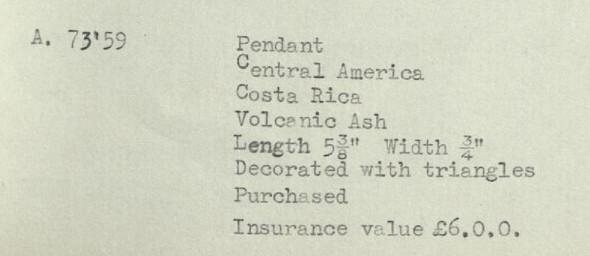 A. 73'59 Pendant
Central America
Costa Rica
Volcanic Ash
Length 5⅜" Width ¾"
Decorated with triangles
Purchased
Insurance value £6.0.0.